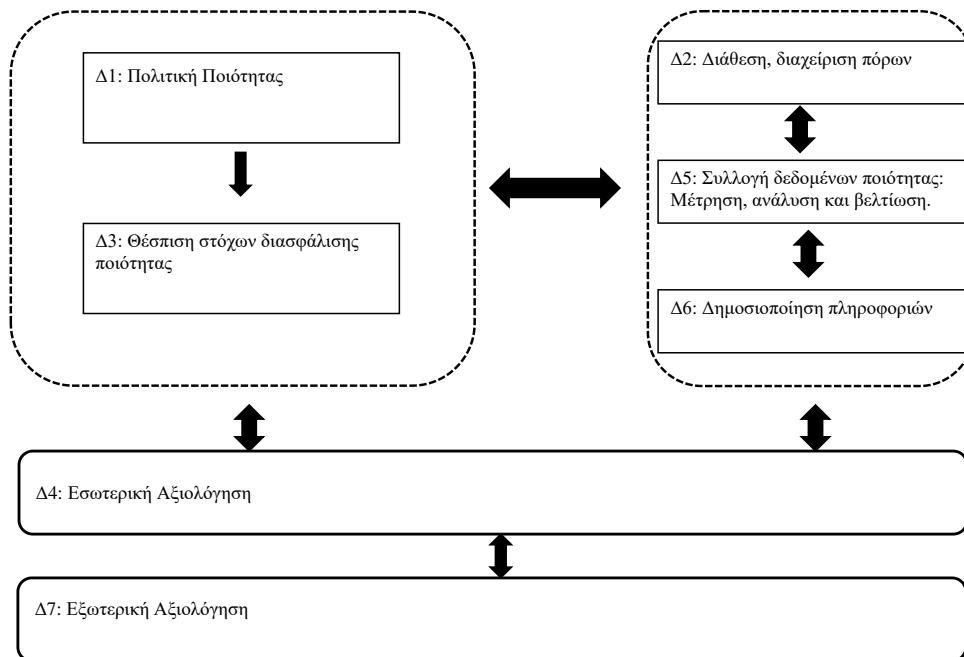 Δ1: Πολιτική Ποιότητας
Δ3: Θέσπιση στόχων διασφάλισης
ποιότητας
Δ2: Διάθεση, διαχείριση πόρων
Δ5: Συλλογή δεδομένων ποιότητας:
Μέτρηση, ανάλυση και βελτίωση.
Δ6: Δημοσιοποίηση πληροφοριών
Δ4: Εσωτερική Αξιολόγηση
Δ7: Εξωτερική Αξιολόγηση